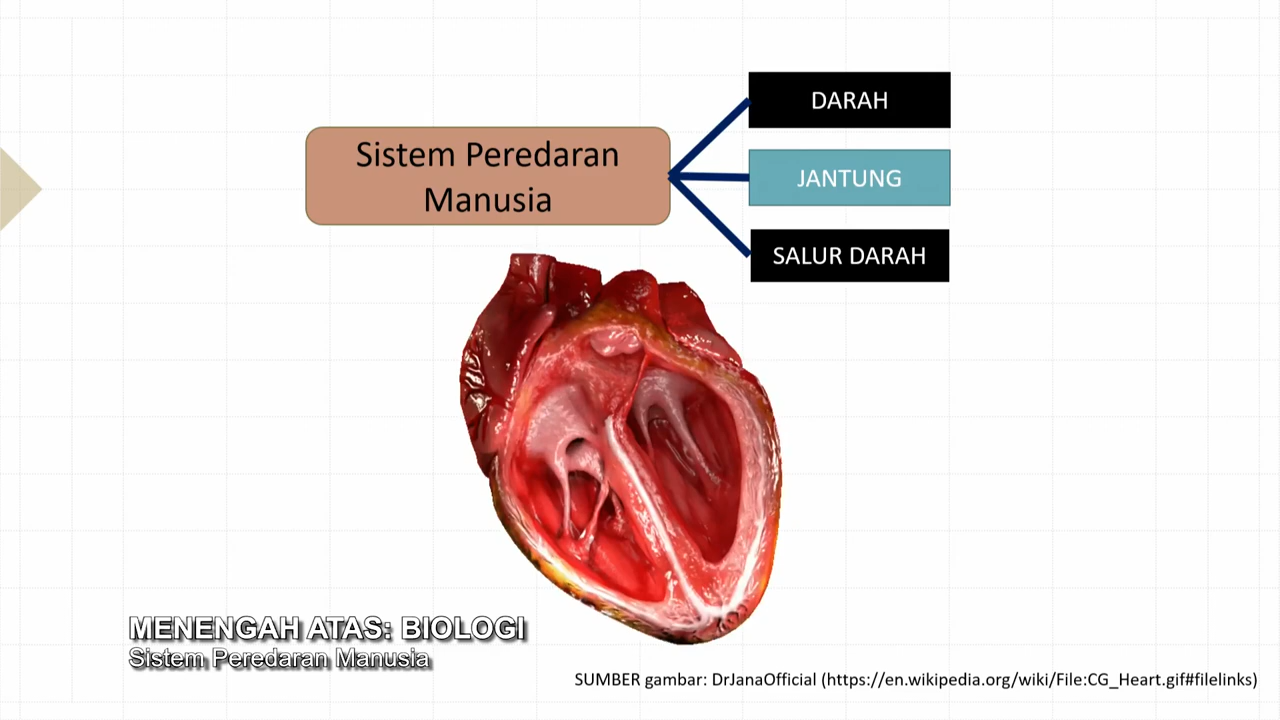 DARAH
Sistem Peredaran
Manusia
JANTUNG
SALUR DARAH
MENENGAH ATAS: BIOLOGI
Sistem Peredaran Manusia
SUMBER gambar: DrJanaOfficial (https://en.wikipedia.org/wiki/File:CG_Heart.gif#filelinks)